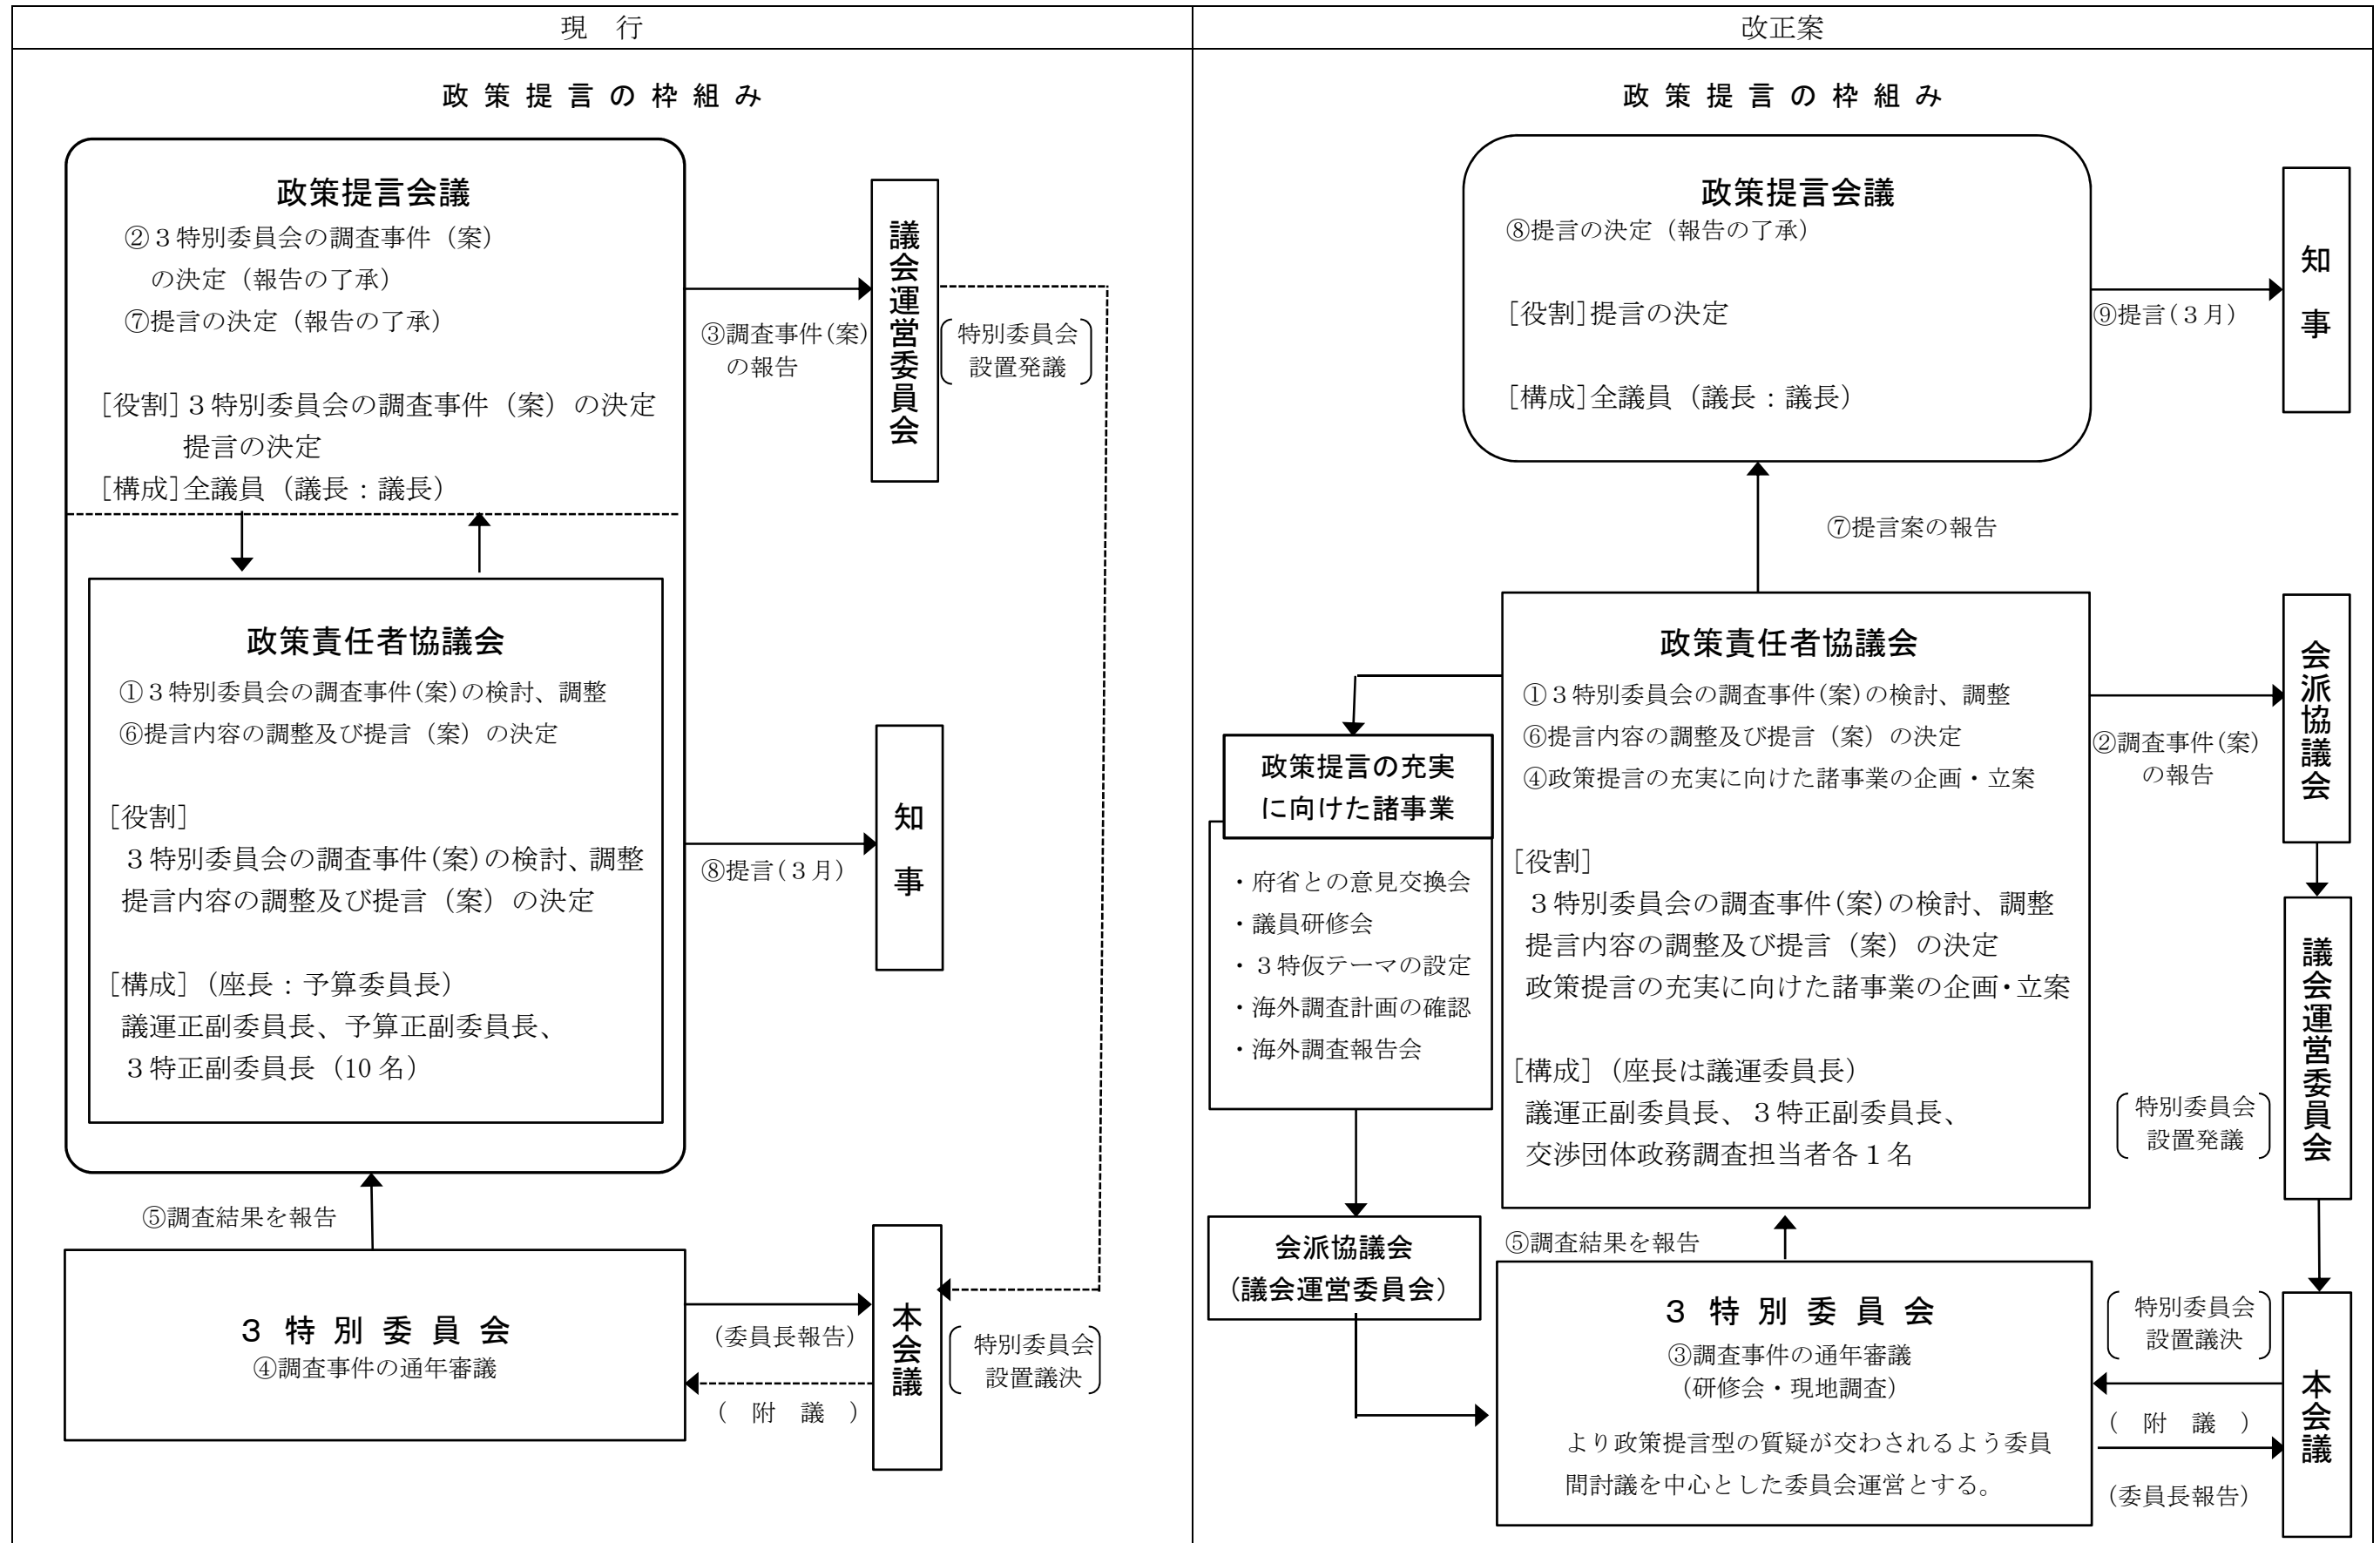 現　行
政策提言の枠組み
政策提言会議
②３特別委員会の調査事件（案）
の決定（報告の了承）
⑦提言の決定（報告の了承）
[役割]３特別委員会の調査事件（案）の決定
提言の決定
[構成]全議員（議長：議長）
③調査事件(案)
の報告
議会運営委員会
特別委員会
設置発議
政策責任者協議会
①３特別委員会の調査事件(案)の検討、調整
⑥提言内容の調整及び提言（案）の決定
[役割]
３特別委員会の調査事件(案)の検討、調整
提言内容の調整及び提言（案）の決定
[構成]（座長：予算委員長）
議運正副委員長、予算正副委員長、
３特正副委員長（10名）
⑧提言(３月)
知事
⑤調査結果を報告
３特別委員会
④調査事件の通年審議
(委員長報告)
（　附　議　）
本会議
特別委員会
設置議決
改正案
政策提言の枠組み
政策提言会議
⑧提言の決定（報告の了承）
[役割]提言の決定
[構成]全議員（議長：議長）
⑨提言(３月)
知事
⑦提言案の報告
政策責任者協議会
①３特別委員会の調査事件(案)の検討、調整
⑥提言内容の調整及び提言（案）の決定
④政策提言の充実に向けた諸事業の企画・立案
[役割]
３特別委員会の調査事件(案)の検討、調整
提言内容の調整及び提言（案）の決定
政策提言の充実に向けた諸事業の企画・立案
[構成]（座長は議運委員長）
議運正副委員長、３特正副委員長、
交渉団体政務調査担当者各１名
②調査事件(案)
の報告
会派協議会
議会運営委員会
特別委員会
設置発議
政策提言の充実
に向けた諸事業
・府省との意見交換会
・議員研修会
・３特仮テーマの設定
・海外調査計画の確認
・海外調査報告会
会派協議会
(議会運営委員会)
⑤調査結果を報告
３特別委員会
③調査事件の通年審議
（研修会・現地調査）
より政策提言型の質疑が交わされるよう委員
間討議を中心とした委員会運営とする。
特別委員会
設置議決
（　附　議　）
(委員長報告)
本会議